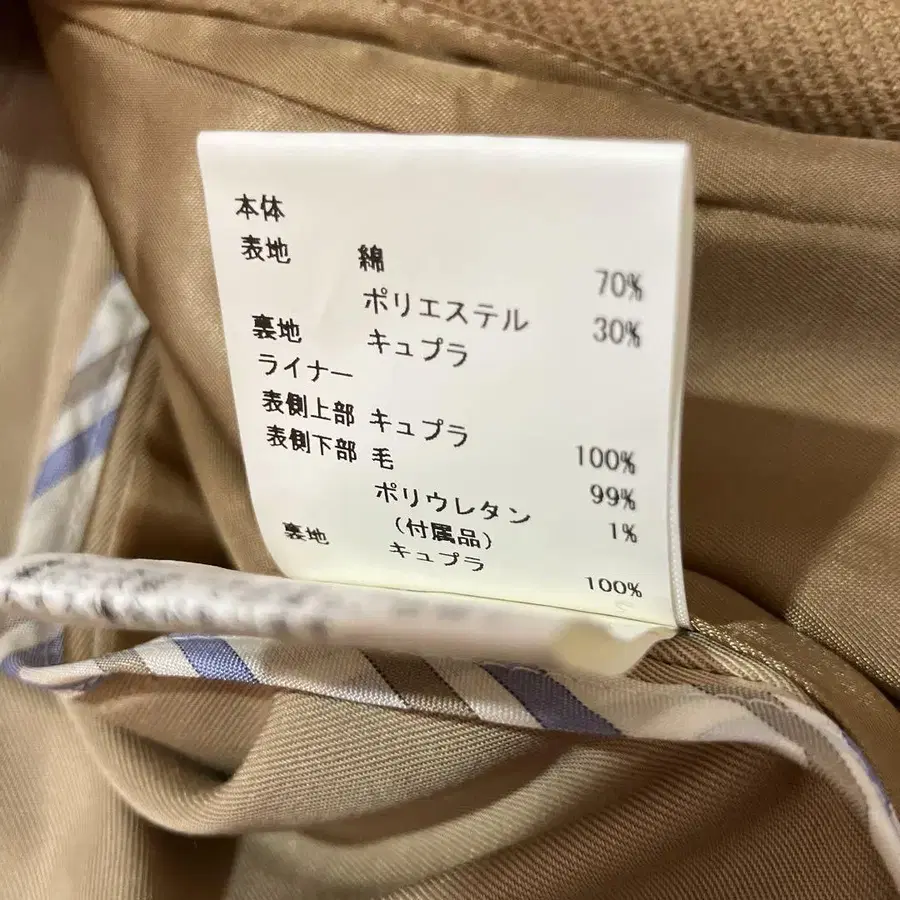 本体
表地 綿 70%
ポリエステル 30%
裏地 キュプラ
ライナー
表側上部 キュプラ 100%
表側下部 毛 99%
ポリウレタン 1%
(付属品)
裏地 キュプラ 100%